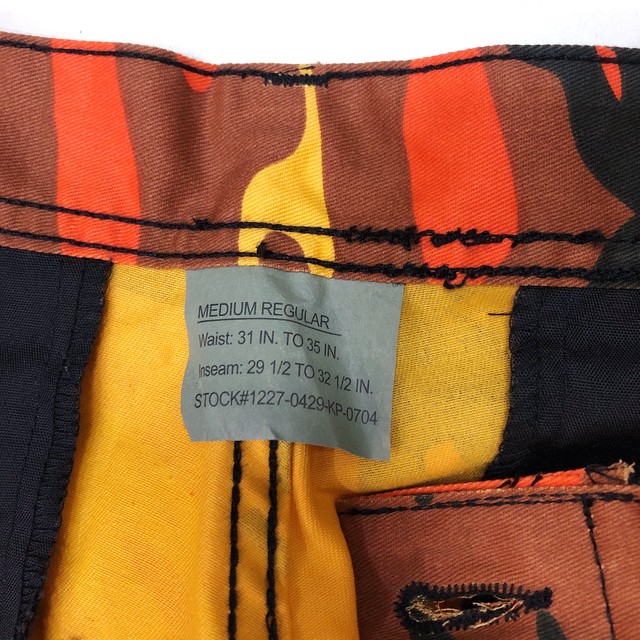 MEDIUM REGULAR
Waist: 31 IN. TO 35 IN.
Inseam: 29 1/2 TO 32 1/2 IN.
STOCK#1227-0429-KP-0704